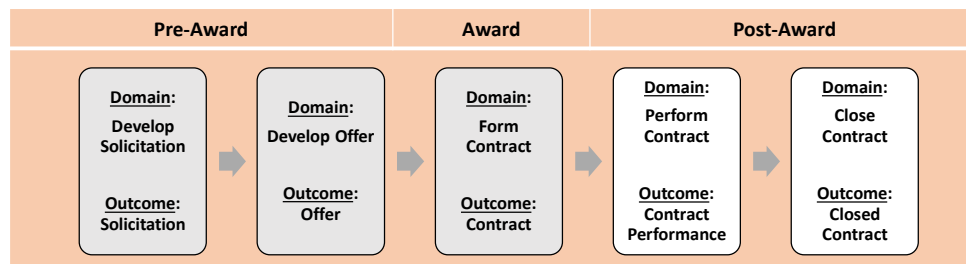 Pre-Award
Award
Post-Award
Domain:
Develop
Solicitation
Outcome:
Solicitation
Domain:
Develop Offer
Outcome:
Offer
Domain:
Form
Contract
Outcome:
Contract
Domain:
Perform
Contract
Outcome:
Contract
Performance
Domain:
Close
Contract
Outcome:
Closed
Contract